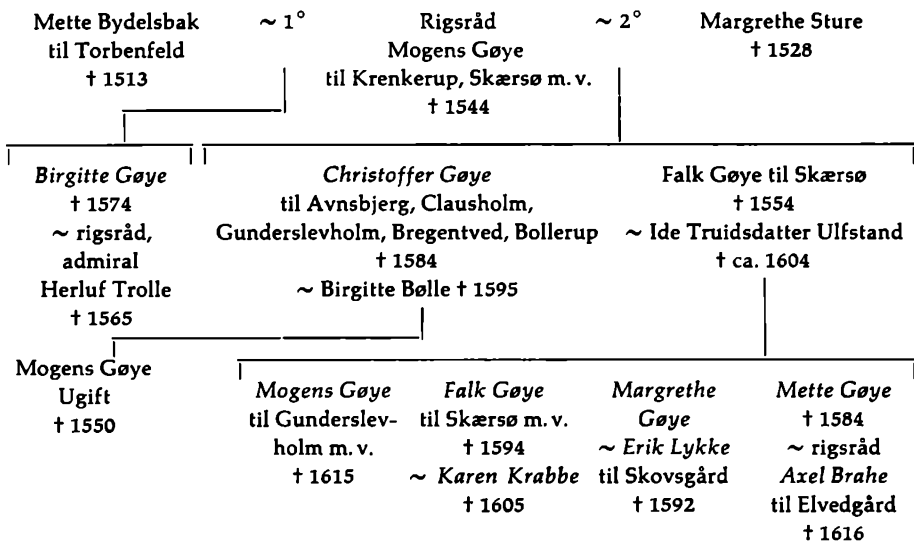 Mette Bydelsbak
til Torbenfeld
† 1513
~ 1°
Rigsråd
Mogens Gøye
til Krenkerup, Skærsø m. v.
† 1544
~ 2°
Margrethe Sture
† 1528
Birgitte Gøye
† 1574
~ rigsråd,
admiral
Herluf Trolle
† 1565
Christoffer Gøye
til Avnsbjerg, Clausholm,
Gunderslevholm, Bregentved, Bollerup
† 1584
~ Birgitte Bølle † 1595
Falk Gøye til Skærsø
† 1554
~ Ide Truidsdatter Ulfstand
† ca. 1604
Mogens Gøye
Ugift
† 1550
Mogens Gøye
til Gunderslev-
holm m. v.
† 1615
Falk Gøye
til Skærsø m. v.
† 1594
~ Karen Krabbe
† 1605
Margrethe
Gøye
~ Erik Lykke
til Skovsgård
† 1592
Mette Gøye
† 1584
~ rigsråd
Axel Brahe
til Elvedgård
† 1616